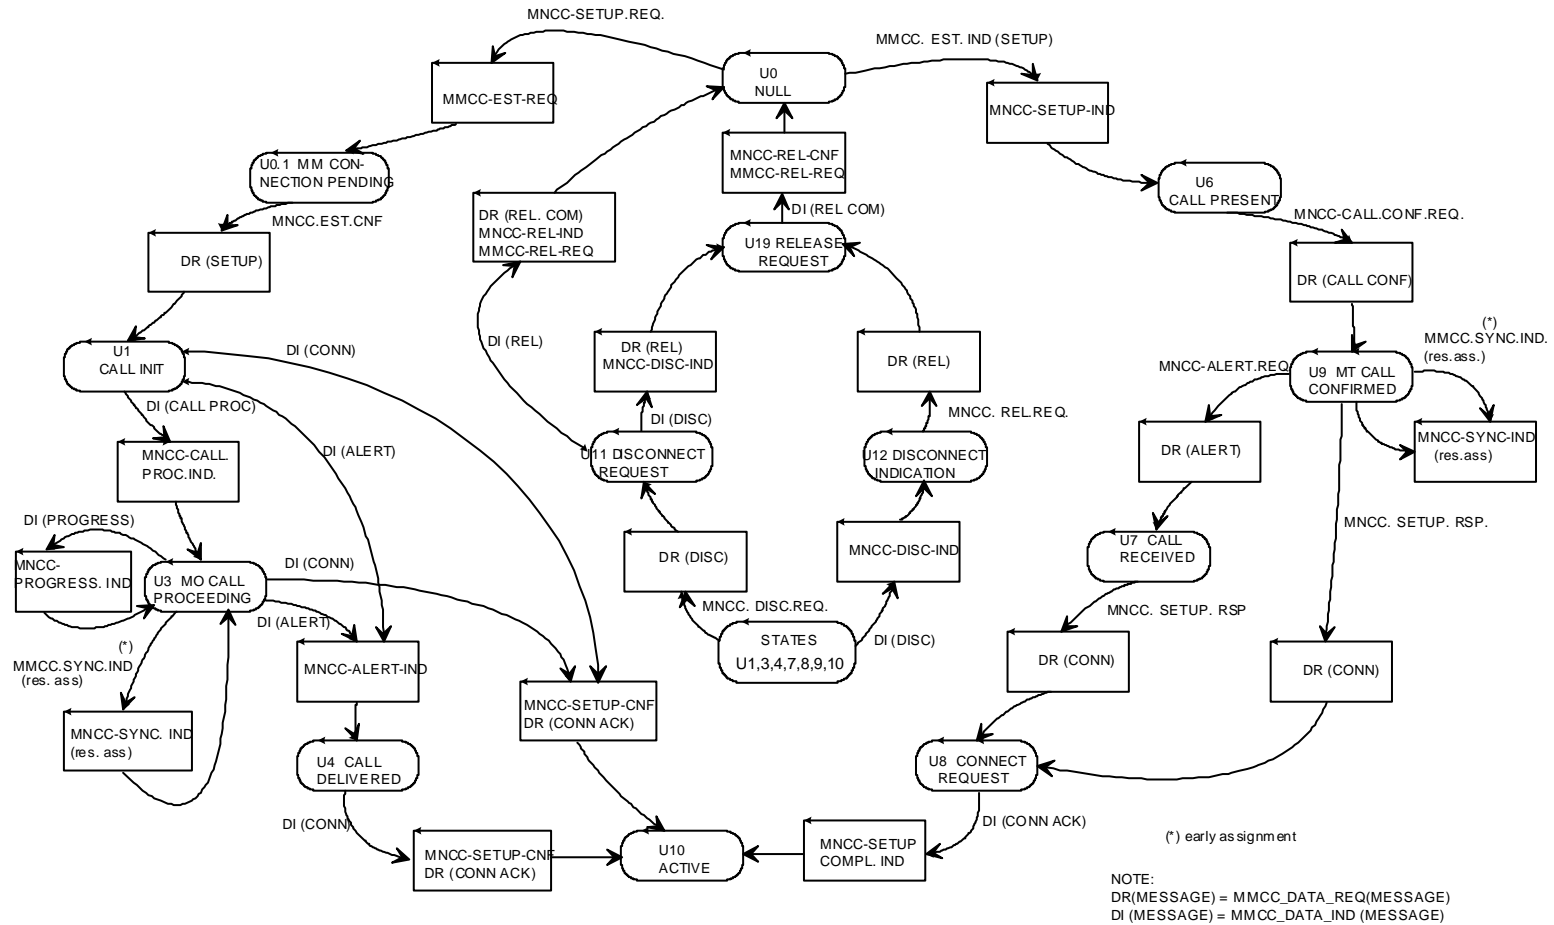 MNCC-SETUP.REQ.
MMCC. EST. IND (SETUP)
U0
NULL
MMCC-EST-REQ
MNCC-SETUP-IND
MNCC-REL-CNF
MMCC-REL-REQ
U0.1 MM CON-
NECTION PENDING
U6
CALL PRESENT
DR (REL. COM)
MNCC-REL-IND
MMCC-REL-REQ
DI (REL COM)
MNCC.EST.CNF
MNCC-CALL.CONF.REQ.
DR (SETUP)
U19 RELEASE
REQUEST
DR (CALL CONF)
(*)
MMCC.SYNC.IND.
(res.ass.)
DI (REL)
U1
CALL INIT
DI (CONN)
DR (REL)
MNCC-DISC-IND
DR (REL)
MNCC-ALERT.REQ
U9 MT CALL
CONFIRMED
DI (CALL PROC)
DI (DISC)
MNCC. REL.REQ.
MNCC-CALL.
PROC.IND.
DI (ALERT)
U11 DISCONNECT
REQUEST
U12 DISCONNECT
INDICATION
DR (ALERT)
MNCC-SYNC-IND
(res.ass)
DI (PROGRESS)
MNCC. SETUP. RSP.
MNCC-
PROGRESS. IND
U3 MO CALL
PROCEEDING
DI (CONN)
DR (DISC)
MNCC-DISC-IND
U7 CALL
RECEIVED
DI (ALERT)
MNCC. DISC.REQ.
MNCC. SETUP. RSP
(*)
MMCC.SYNC.IND
(res. ass)
STATES
U1,3,4,7,8,9,10
DI (DISC)
MNCC-ALERT-IND
DR (CONN)
DR (CONN)
MNCC-SYNC. IND
(res. ass)
MNCC-SETUP-CNF
DR (CONN ACK)
U4 CALL
DELIVERED
U8 CONNECT
REQUEST
DI (CONN)
DI (CONN ACK)
(*) early assignment
MNCC-SETUP-CNF
DR (CONN ACK)
U10
ACTIVE
MNCC-SETUP
COMPL. IND
NOTE:
DR(MESSAGE) = MMCC_DATA_REQ(MESSAGE)
DI (MESSAGE) = MMCC_DATA_IND (MESSAGE)